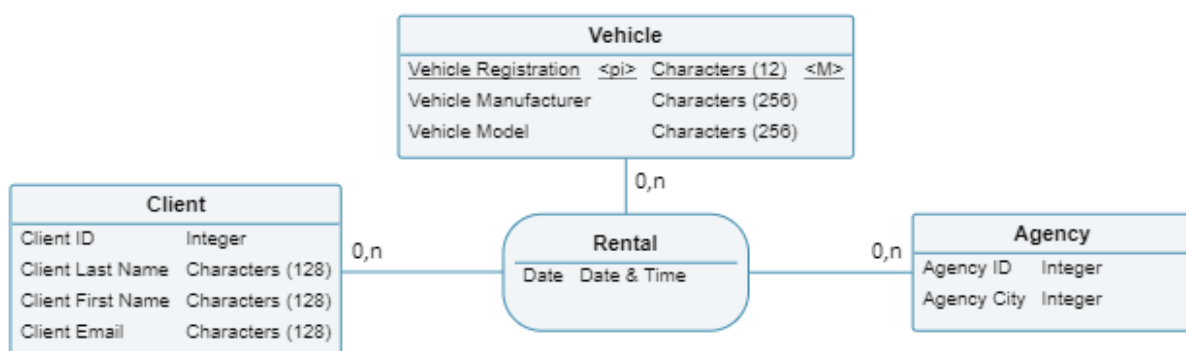 Vehicle
Vehicle Registration <pi> Characters (12) <M>
Vehicle Manufacturer Characters (256)
Vehicle Model Characters (256)
0,n
Client
Client ID Integer
Client Last Name Characters (128)
Client First Name Characters (128)
Client Email Characters (128)
0,n
Rental
Date Date & Time
0,n
Agency
Agency ID Integer
Agency City Integer